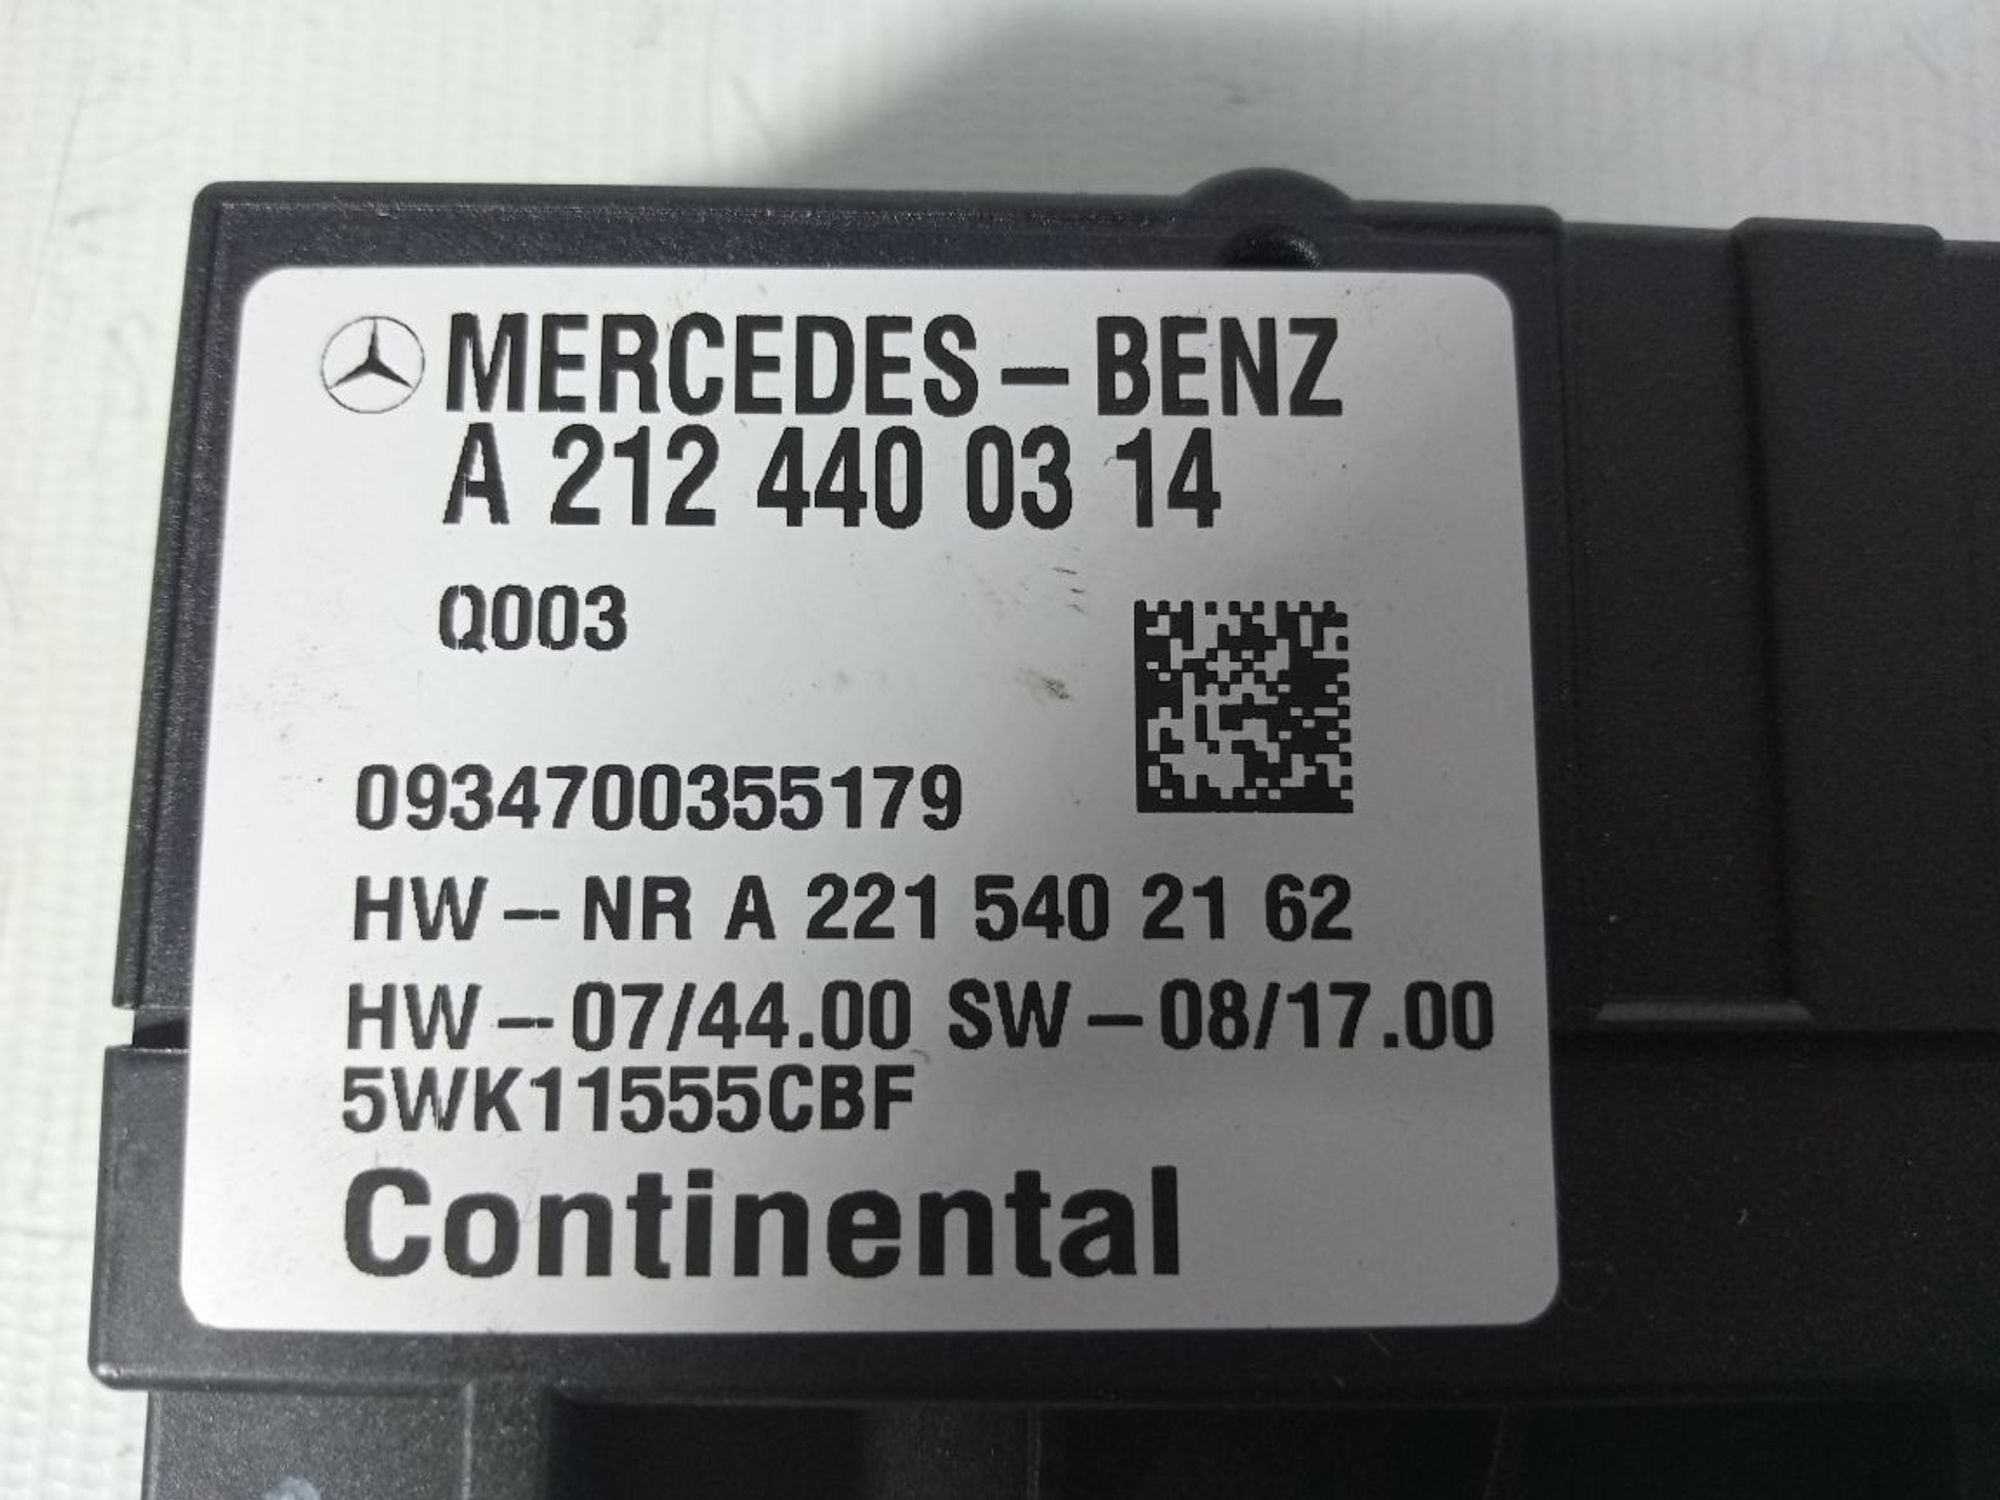 MERCEDES-BENZ
A 212 440 03 14
Q003
0934700355179
HW--NR A 221 540 21 62
HW--07/44.00 SW-08/17.00
5WK11555CBF
Continental